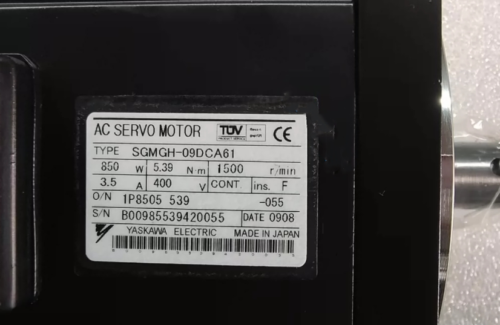 AC SERVO MOTOR TÜV CE
TYPE SGMGH-09DCA61
850 W 5.39 N m 1500 r/min
3.5 A 400 V CONT. ins. F
O/N 1P8505 539 -055
S/N B00985539420055 DATE 0908
YASKAWA ELECTRIC MADE IN JAPAN